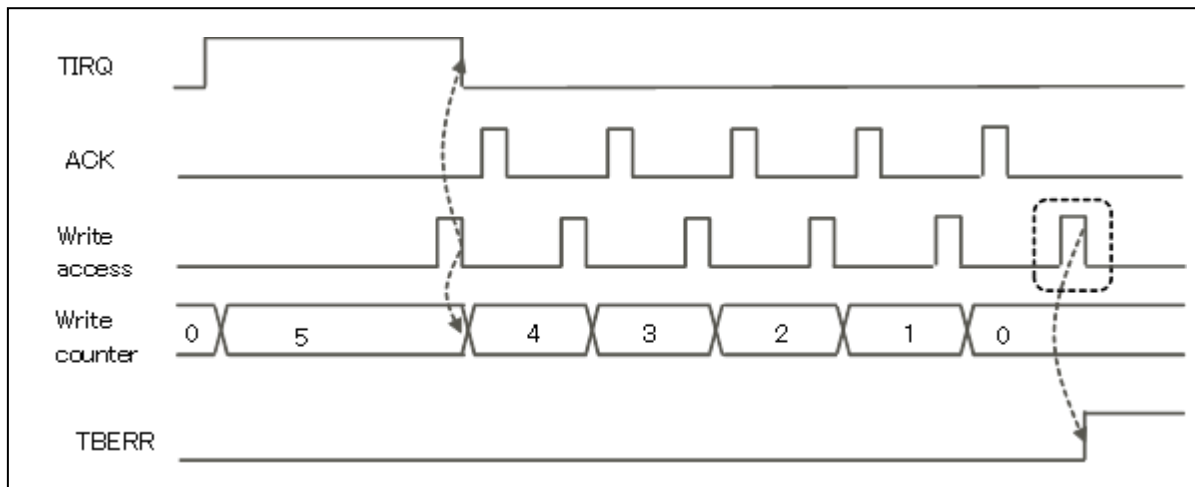 TIRQ
ACK
Write
access
Write
counter
0 5 4 3 2 1 0
TBERR